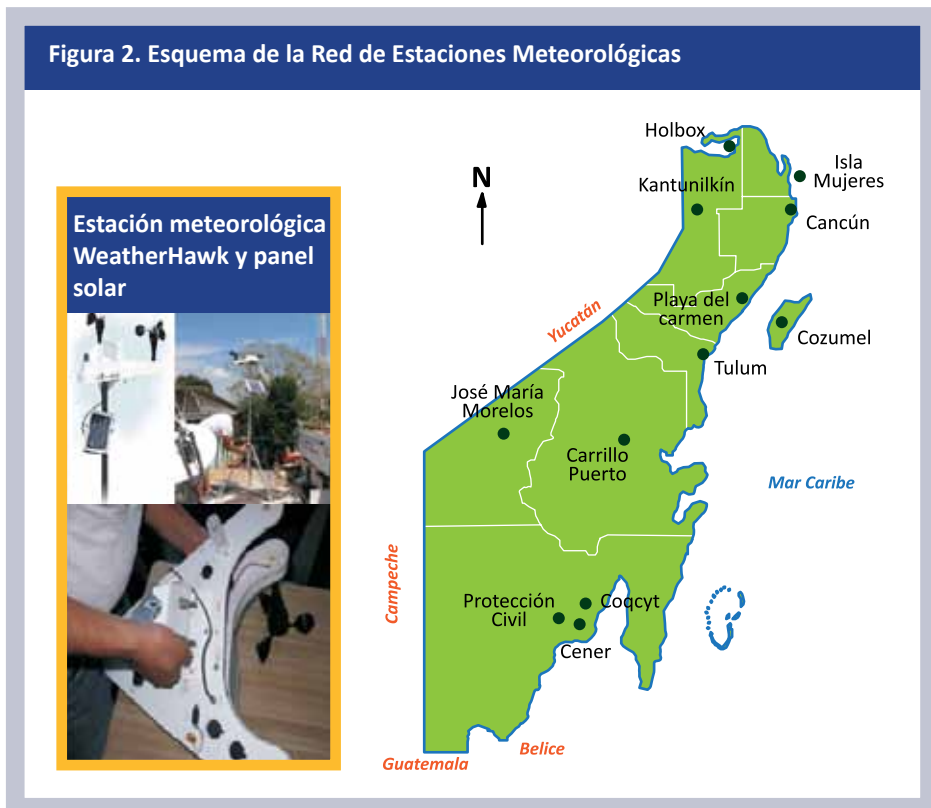 Figura 2. Esquema de la Red de Estaciones Meteorológicas
Estación meteorológica
WeatherHawk y panel
solar
N
Holbox
Isla
Mujeres
Kantunilkín
Cancún
Playa del
carmen
Yucatán
Cozumel
Tulum
José María
Morelos
Carrillo
Puerto
Mar Caribe
Campeche
Protección
Civil
Coqcyt
Cener
Belice
Guatemala